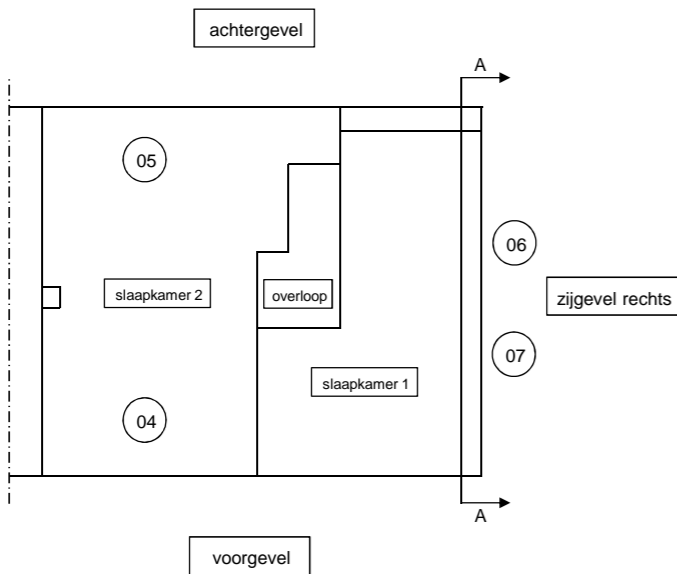 achtergevel
A
05
06
slaapkamer 2
overloop
zijgevel rechts
07
slaapkamer 1
04
A
voorgevel